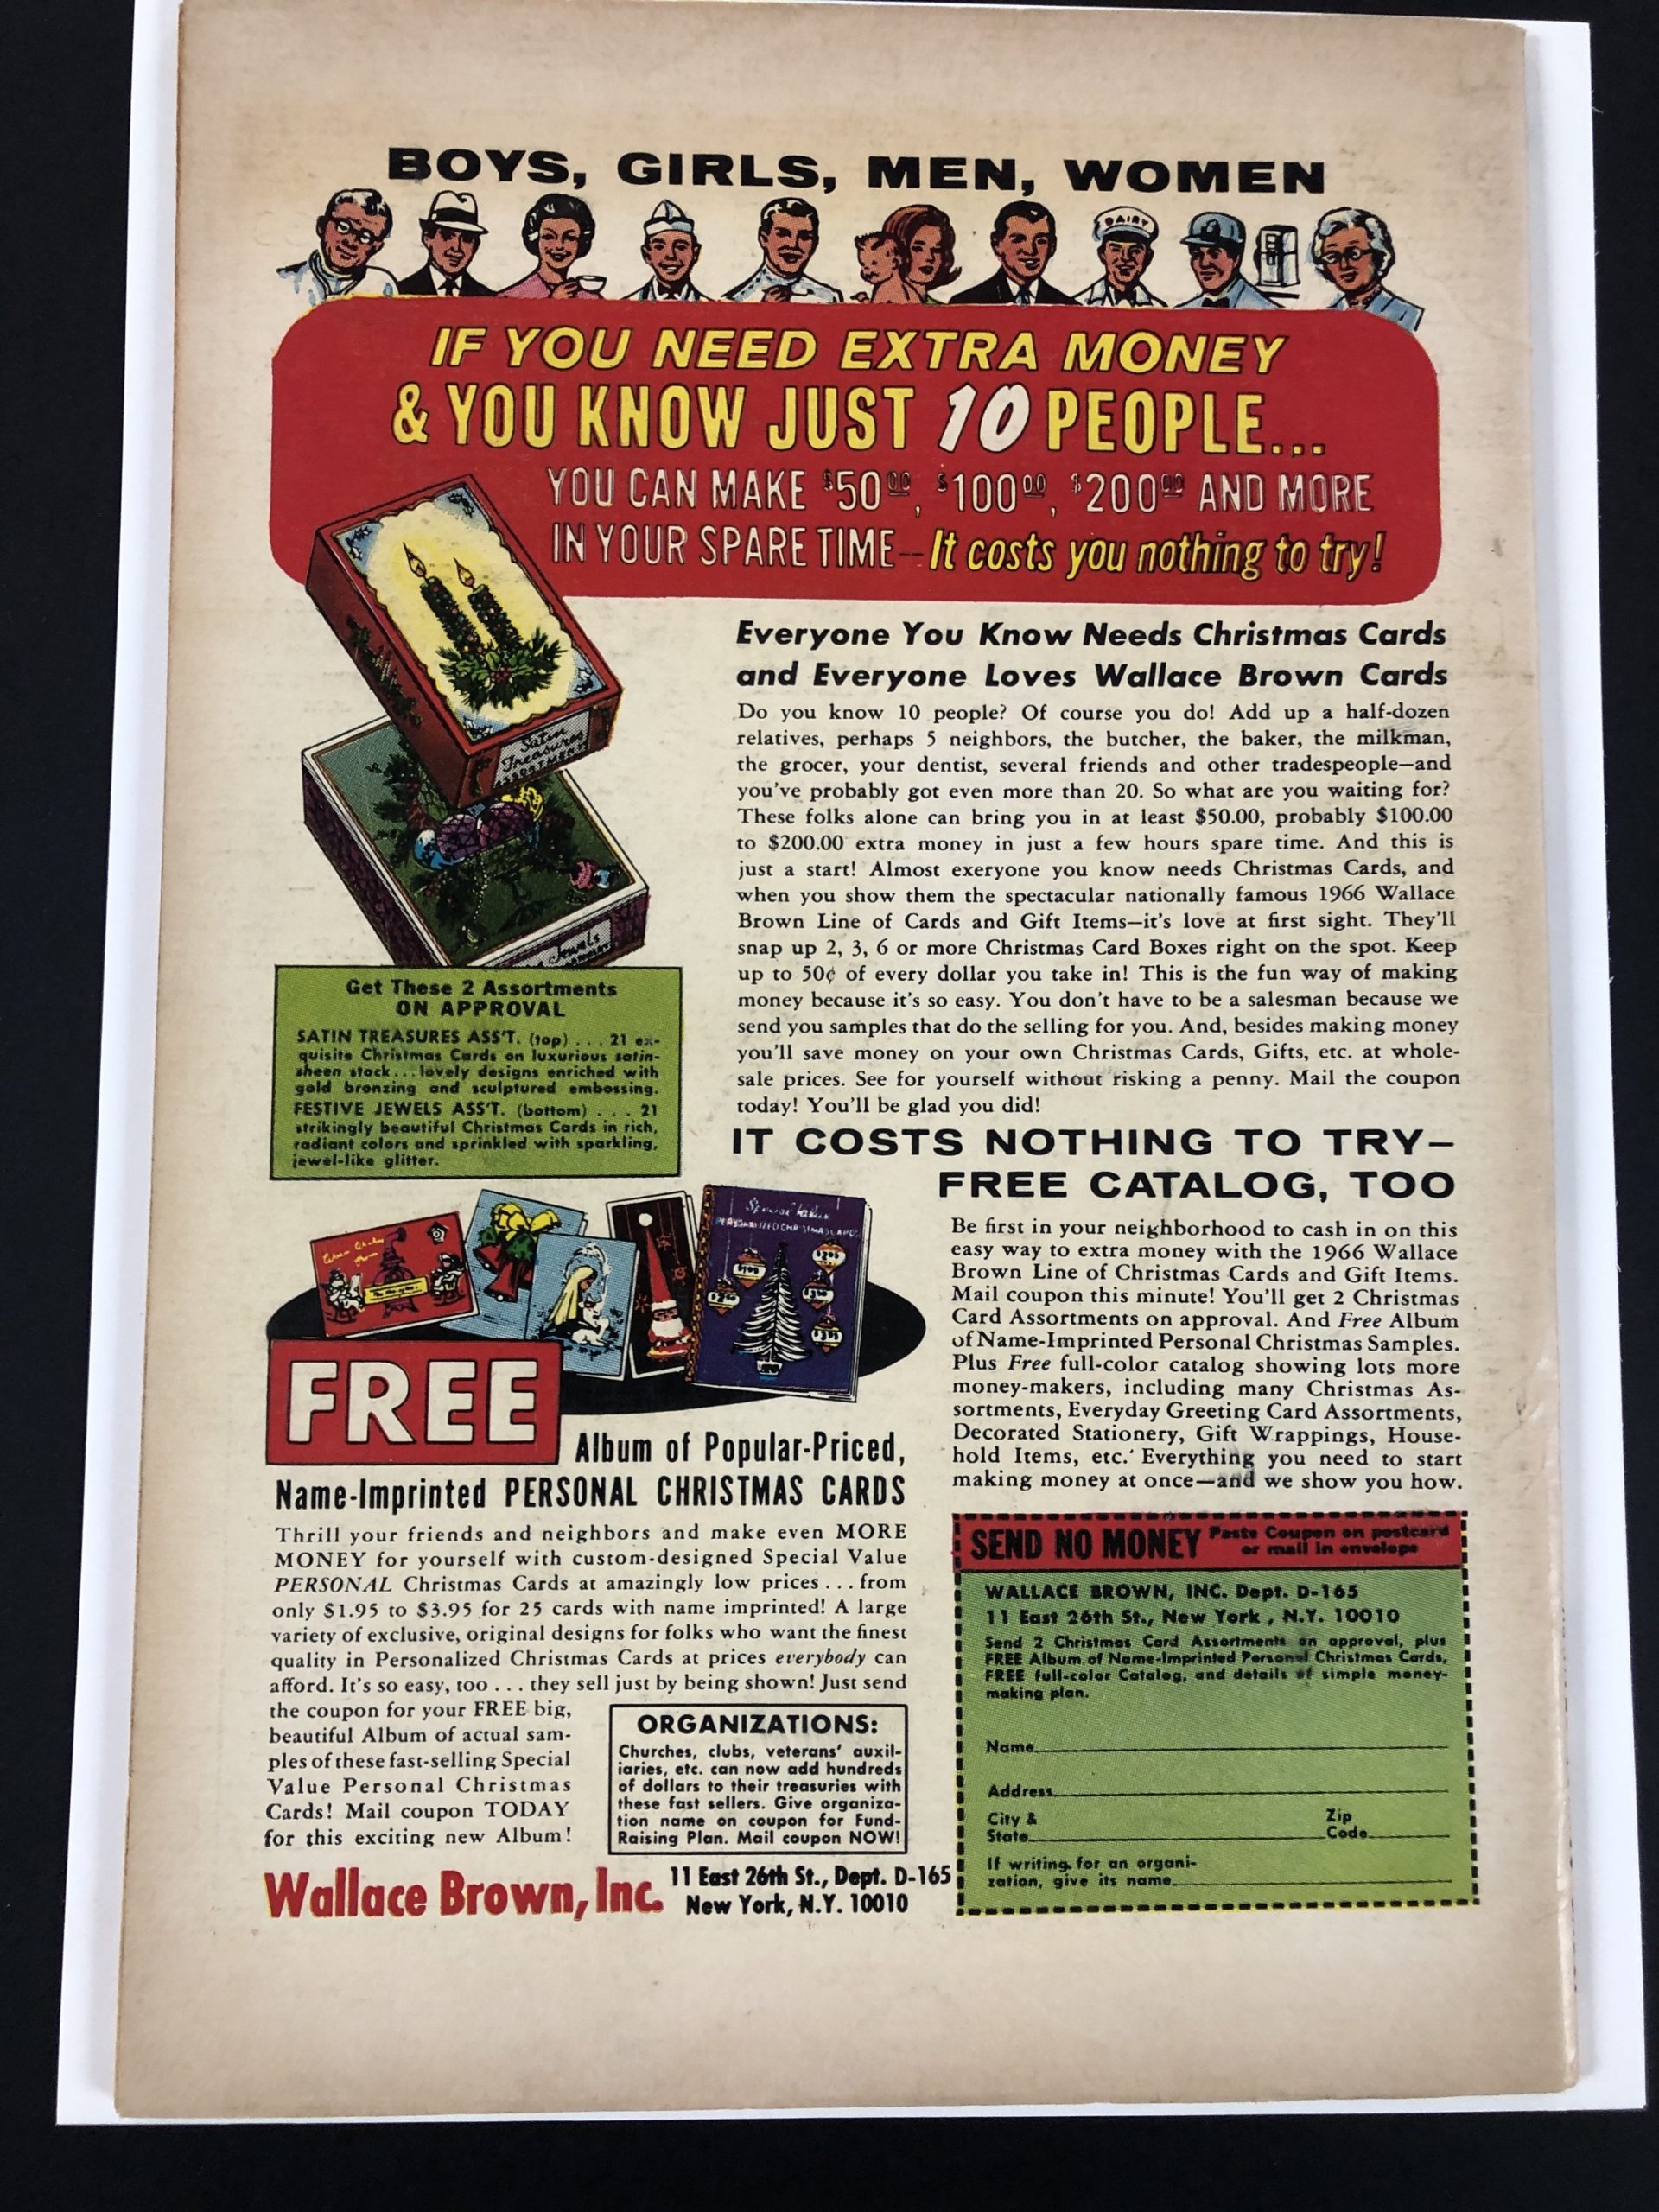 BOYS, GIRLS, MEN, WOMEN
DAIRY
IF YOU NEED EXTRA MONEY
& YOU KNOW JUST 10 PEOPLE...
YOU CAN MAKE $50.00, $100.00, $200.00 AND MORE
IN YOUR SPARE TIME—It costs you nothing to try!
Satin
Treasures
ASSORTMENT
Jewels
Get These 2 Assortments
ON APPROVAL
SATIN TREASURES ASS'T. (top) . . . 21 ex-
quisite Christmas Cards on luxurious satin-
sheen stock...lovely designs enriched with
gold bronzing and sculptured embossing.
FESTIVE JEWELS ASS'T. (bottom) . . . 21
strikingly beautiful Christmas Cards in rich,
radiant colors and sprinkled with sparkling,
jewel-like glitter.
Everyone You Know Needs Christmas Cards
and Everyone Loves Wallace Brown Cards
Do you know 10 people? Of course you do! Add up a half-dozen
relatives, perhaps 5 neighbors, the butcher, the baker, the milkman,
the grocer, your dentist, several friends and other tradespeople—and
you've probably got even more than 20. So what are you waiting for?
These folks alone can bring you in at least $50.00, probably $100.00
to $200.00 extra money in just a few hours spare time. And this is
just a start! Almost exeryone you know needs Christmas Cards, and
when you show them the spectacular nationally famous 1966 Wallace
Brown Line of Cards and Gift Items—it's love at first sight. They'll
snap up 2, 3, 6 or more Christmas Card Boxes right on the spot. Keep
up to 50¢ of every dollar you take in! This is the fun way of making
money because it's so easy. You don't have to be a salesman because we
send you samples that do the selling for you. And, besides making money
you'll save money on your own Christmas Cards, Gifts, etc. at whole-
sale prices. See for yourself without risking a penny. Mail the coupon
today! You'll be glad you did!
IT COSTS NOTHING TO TRY—
FREE CATALOG, TOO
Be first in your neighborhood to cash in on this
easy way to extra money with the 1966 Wallace
Brown Line of Christmas Cards and Gift Items.
Mail coupon this minute! You'll get 2 Christmas
Card Assortments on approval. And Free Album
of Name-Imprinted Personal Christmas Samples.
Plus Free full-color catalog showing lots more
money-makers, including many Christmas As-
sortments, Everyday Greeting Card Assortments,
Decorated Stationery, Gift Wrappings, House-
hold Items, etc. Everything you need to start
making money at once—and we show you how.
Special Value
PERSONALIZED CHRISTMAS CARDS
FREE
Album of Popular-Priced,
Name-Imprinted PERSONAL CHRISTMAS CARDS
Thrill your friends and neighbors and make even MORE
MONEY for yourself with custom-designed Special Value
PERSONAL Christmas Cards at amazingly low prices . . . from
only $1.95 to $3.95 for 25 cards with name imprinted! A large
variety of exclusive, original designs for folks who want the finest
quality in Personalized Christmas Cards at prices everybody can
afford. It's so easy, too . . . they sell just by being shown! Just send
the coupon for your FREE big,
beautiful Album of actual sam-
ples of these fast-selling Special
Value Personal Christmas
Cards! Mail coupon TODAY
for this exciting new Album!
ORGANIZATIONS:
Churches, clubs, veterans' auxil-
iaries, etc. can now add hundreds
of dollars to their treasuries with
these fast sellers. Give organiza-
tion name on coupon for Fund-
Raising Plan. Mail coupon NOW!
Wallace Brown, Inc. 11 East 26th St., Dept. D-165
New York, N.Y. 10010
SEND NO MONEY Paste Coupon on postcard
or mail in envelope
WALLACE BROWN, INC. Dept. D-165
11 East 26th St., New York, N.Y. 10010
Send 2 Christmas Card Assortments on approval, plus
FREE Album of Name-Imprinted Personal Christmas Cards,
FREE full-color Catalog, and details of simple money-
making plan.
Name
Address
City &
State
Zip
Code
If writing for an organi-
zation, give its name